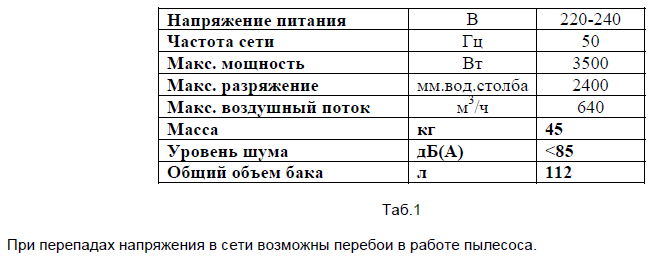 Напряжение питания В 220-240
Частота сети Гц 50
Макс. мощность Вт 3500
Макс. разряжение мм.вод.столба 2400
Макс. воздушный поток м³/ч 640
Масса кг 45
Уровень шума дБ(А) <85
Общий объем бака л 112
Таб.1
При перепадах напряжения в сети возможны перебои в работе пылесоса.